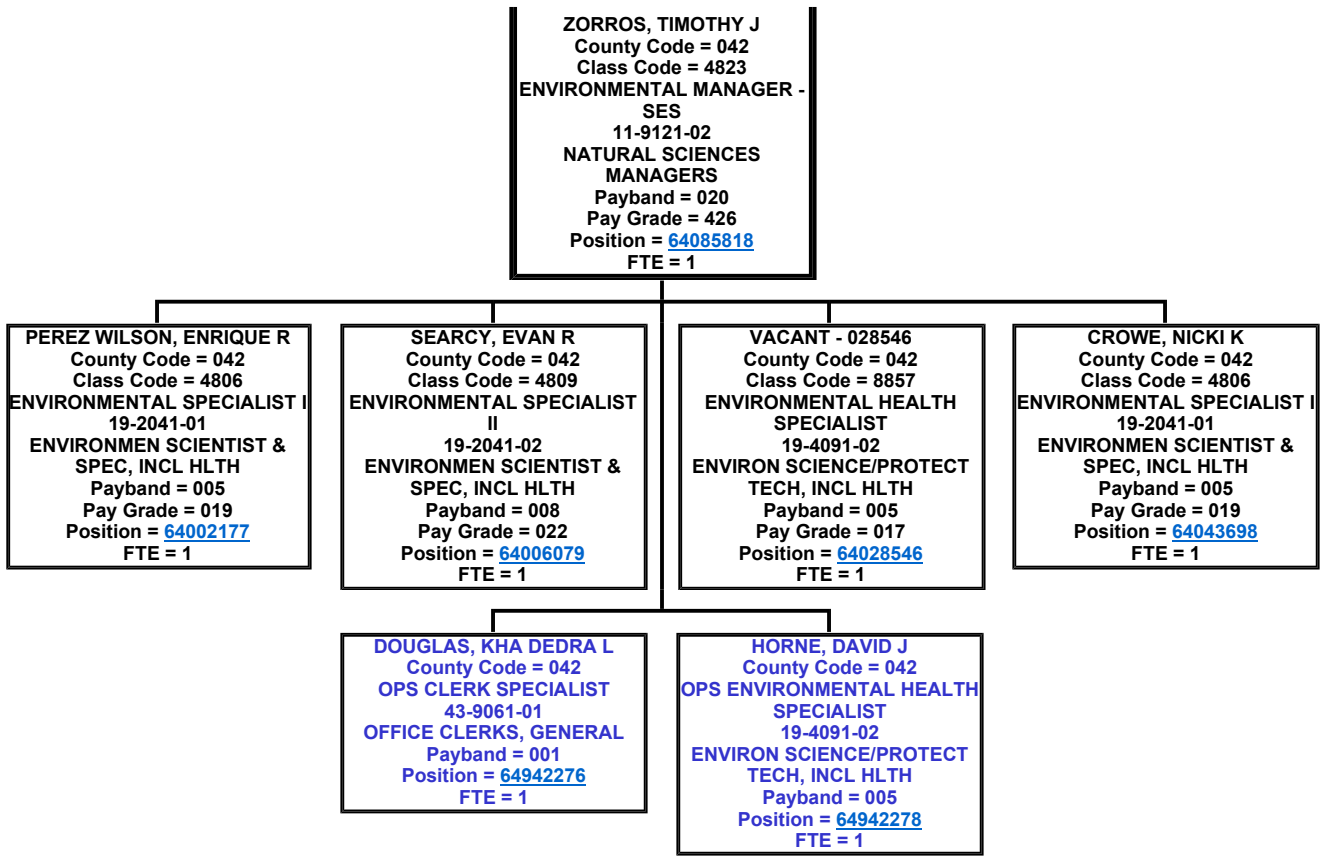 ZORROS, TIMOTHY J
County Code = 042
Class Code = 4823
ENVIRONMENTAL MANAGER -
SES
11-9121-02
NATURAL SCIENCES
MANAGERS
Payband = 020
Pay Grade = 426
Position = 64085818
FTE = 1
PEREZ WILSON, ENRIQUE R
County Code = 042
Class Code = 4806
ENVIRONMENTAL SPECIALIST I
19-2041-01
ENVIRONMEN SCIENTIST &
SPEC, INCL HLTH
Payband = 005
Pay Grade = 019
Position = 64002177
FTE = 1
SEARCY, EVAN R
County Code = 042
Class Code = 4809
ENVIRONMENTAL SPECIALIST
II
19-2041-02
ENVIRONMEN SCIENTIST &
SPEC, INCL HLTH
Payband = 008
Pay Grade = 022
Position = 64006079
FTE = 1
VACANT - 028546
County Code = 042
Class Code = 8857
ENVIRONMENTAL HEALTH
SPECIALIST
19-4091-02
ENVIRON SCIENCE/PROTECT
TECH, INCL HLTH
Payband = 005
Pay Grade = 017
Position = 64028546
FTE = 1
CROWE, NICKI K
County Code = 042
Class Code = 4806
ENVIRONMENTAL SPECIALIST I
19-2041-01
ENVIRONMEN SCIENTIST &
SPEC, INCL HLTH
Payband = 005
Pay Grade = 019
Position = 64043698
FTE = 1
DOUGLAS, KHA DEDRA L
County Code = 042
OPS CLERK SPECIALIST
43-9061-01
OFFICE CLERKS, GENERAL
Payband = 001
Position = 64942276
FTE = 1
HORNE, DAVID J
County Code = 042
OPS ENVIRONMENTAL HEALTH
SPECIALIST
19-4091-02
ENVIRON SCIENCE/PROTECT
TECH, INCL HLTH
Payband = 005
Position = 64942278
FTE = 1